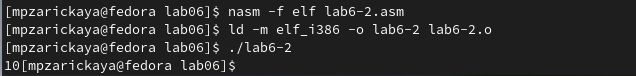 [mpzarickaya@fedora lab06]$ nasm -f elf lab6-2.asm
[mpzarickaya@fedora lab06]$ ld -m elf_i386 -o lab6-2 lab6-2.o
[mpzarickaya@fedora lab06]$ ./lab6-2
10[mpzarickaya@fedora lab06]$